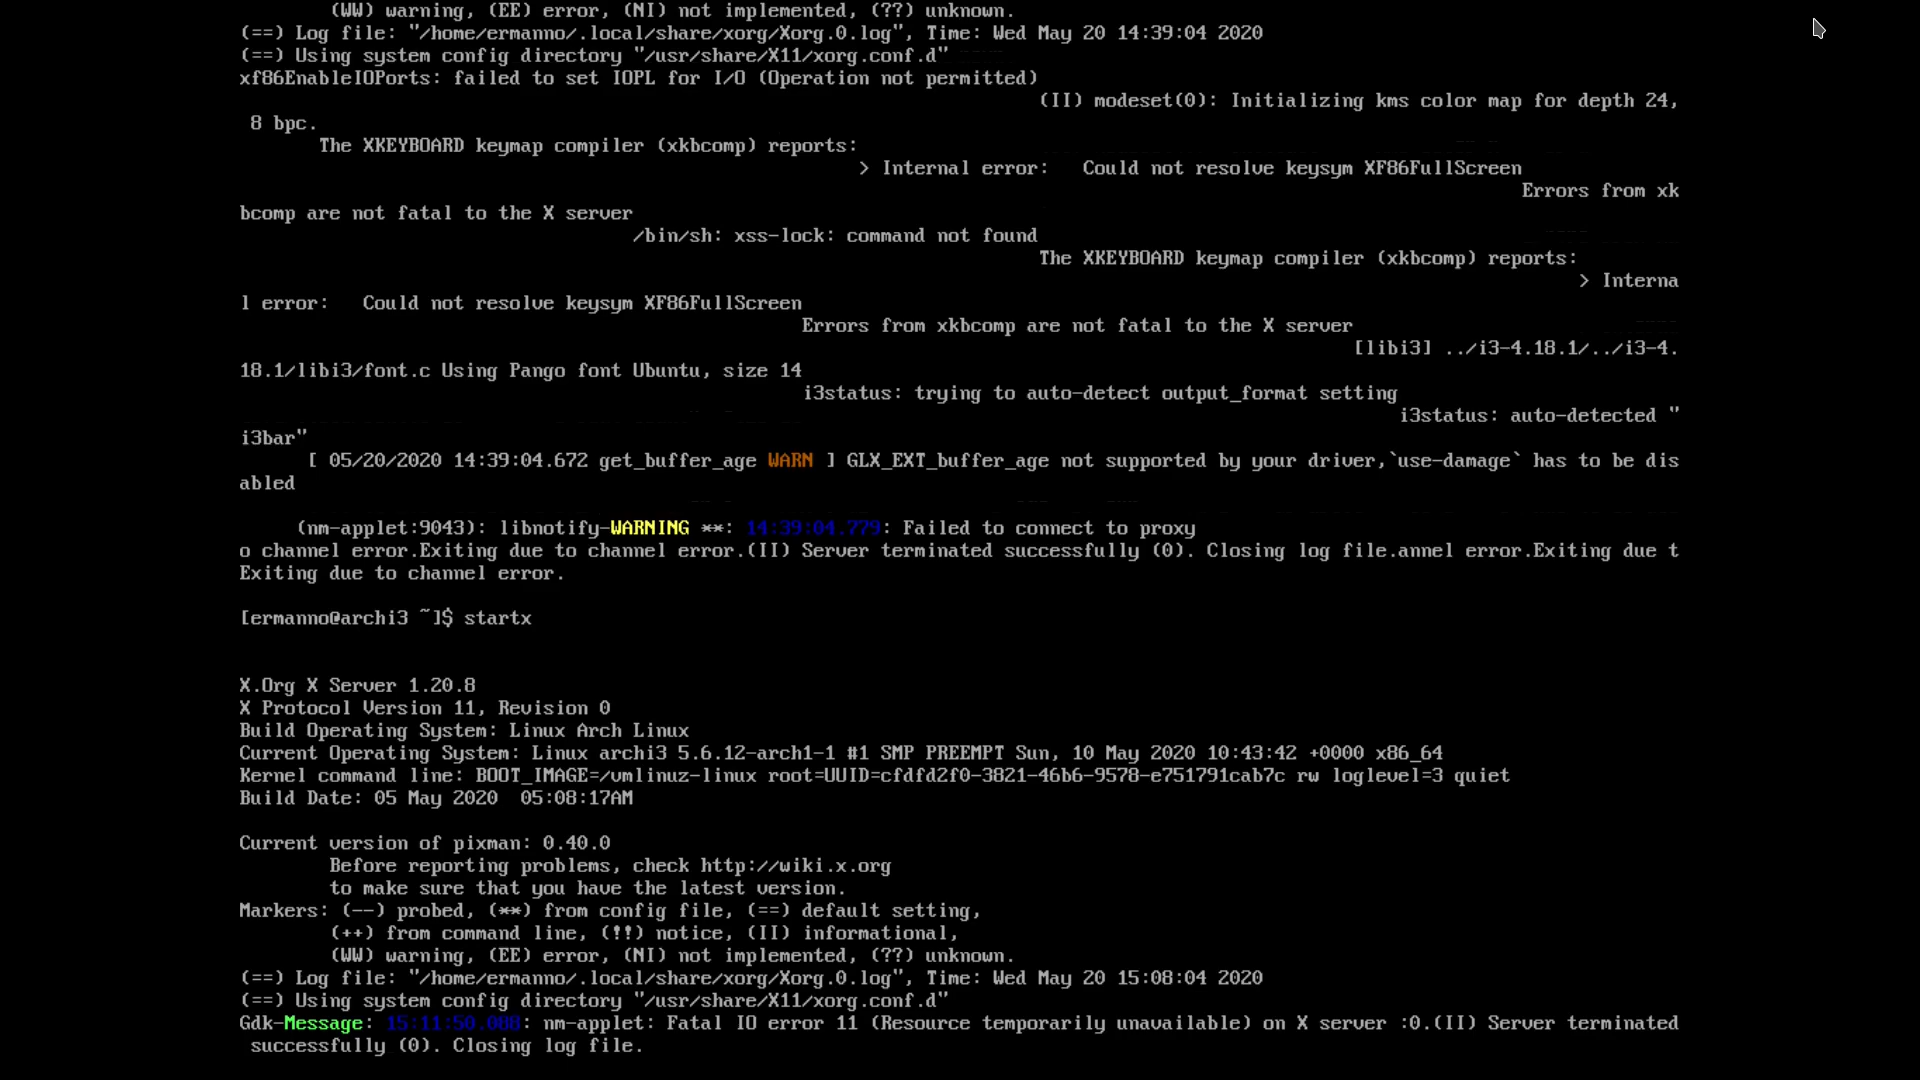 (WW) warning, (EE) error, (NI) not implemented, (??) unknown.
(==) Log file: "/home/ermanno/.local/share/xorg/Xorg.0.log", Time: Wed May 20 14:39:04 2020
(==) Using system config directory "/usr/share/X11/xorg.conf.d"
xf86EnableIOPorts: failed to set IOPL for I/O (Operation not permitted)
(II) modeset(0): Initializing kms color map for depth 24,
8 bpc.
The XKEYBOARD keymap compiler (xkbcomp) reports:
> Internal error:   Could not resolve keysym XF86FullScreen
Errors from xk
bcomp are not fatal to the X server
/bin/sh: xss-lock: command not found
The XKEYBOARD keymap compiler (xkbcomp) reports:
> Interna
l error:   Could not resolve keysym XF86FullScreen
Errors from xkbcomp are not fatal to the X server
[libi3] ../i3-4.18.1/../i3-4.
18.1/libi3/font.c Using Pango font Ubuntu, size 14
i3status: trying to auto-detect output_format setting
i3status: auto-detected "
i3bar"
[ 05/20/2020 14:39:04.672 get_buffer_age WARN ] GLX_EXT_buffer_age not supported by your driver,`use-damage` has to be dis
abled
(nm-applet:9043): libnotify-WARNING **: 14:39:04.779: Failed to connect to proxy
o channel error.Exiting due to channel error.(II) Server terminated successfully (0). Closing log file.annel error.Exiting due t
Exiting due to channel error.
[ermanno@archi3 ~]$ startx
X.Org X Server 1.20.8
X Protocol Version 11, Revision 0
Build Operating System: Linux Arch Linux
Current Operating System: Linux archi3 5.6.12-arch1-1 #1 SMP PREEMPT Sun, 10 May 2020 10:43:42 +0000 x86_64
Kernel command line: BOOT_IMAGE=/vmlinuz-linux root=UUID=cfdfd2f0-3821-46b6-9578-e751791cab7c rw loglevel=3 quiet
Build Date: 05 May 2020  05:08:17AM
Current version of pixman: 0.40.0
Before reporting problems, check http://wiki.x.org
to make sure that you have the latest version.
Markers: (--) probed, (**) from config file, (==) default setting,
(++) from command line, (!!) notice, (II) informational,
(WW) warning, (EE) error, (NI) not implemented, (??) unknown.
(==) Log file: "/home/ermanno/.local/share/xorg/Xorg.0.log", Time: Wed May 20 15:08:04 2020
(==) Using system config directory "/usr/share/X11/xorg.conf.d"
Gdk-Message: 15:11:50.088: nm-applet: Fatal IO error 11 (Resource temporarily unavailable) on X server :0.(II) Server terminated
successfully (0). Closing log file.